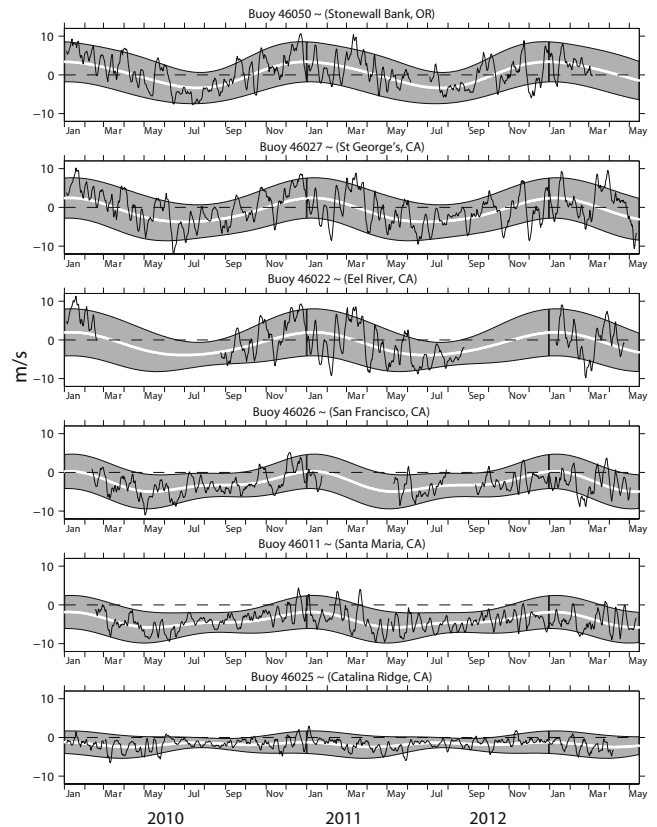 Buoy 46050 ~ (Stonewall Bank, OR)
10
0
−10
Jan Mar May Jul Sep Nov Jan Mar May Jul Sep Nov Jan Mar May
Buoy 46027 ~ (St George's, CA)
10
0
−10
Jan Mar May Jul Sep Nov Jan Mar May Jul Sep Nov Jan Mar May
Buoy 46022 ~ (Eel River, CA)
10
0
−10
Jan Mar May Jul Sep Nov Jan Mar May Jul Sep Nov Jan Mar May
m/s
Buoy 46026 ~ (San Francisco, CA)
10
0
−10
Jan Mar May Jul Sep Nov Jan Mar May Jul Sep Nov Jan Mar May
Buoy 46011 ~ (Santa Maria, CA)
10
0
−10
Jan Mar May Jul Sep Nov Jan Mar May Jul Sep Nov Jan Mar May
Buoy 46025 ~ (Catalina Ridge, CA)
10
0
−10
Jan Mar May Jul Sep Nov Jan Mar May Jul Sep Nov Jan Mar May
2010 2011 2012